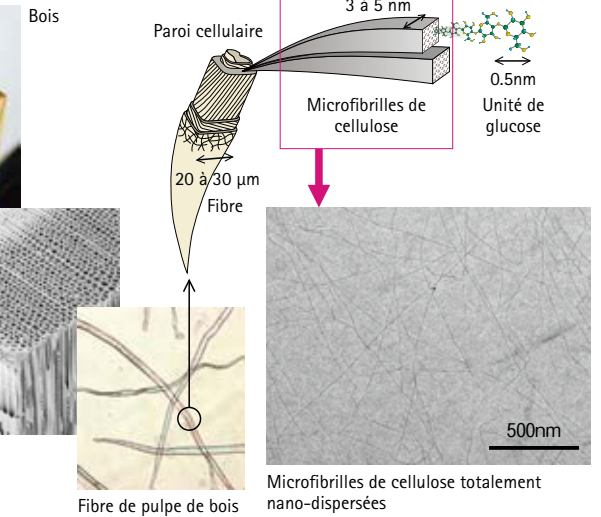 Bois
Paroi cellulaire
3 à 5 nm
0.5nm
Microfibrilles de
cellulose
Unité de
glucose
20 à 30 µm
Fibre
500nm
Fibre de pulpe de bois
Microfibrilles de cellulose totalement
nano-dispersées